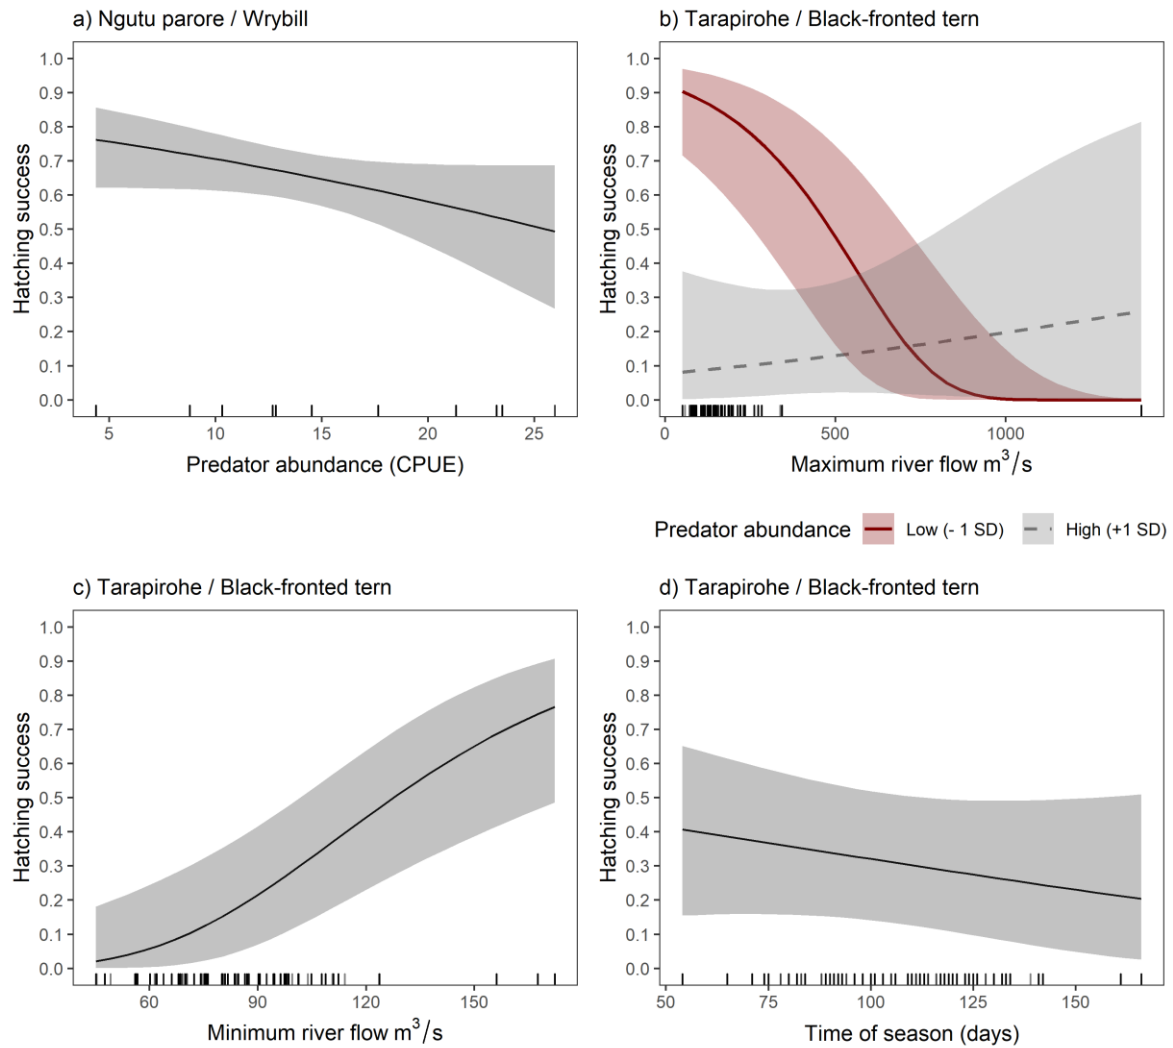 a) Ngutu parore / Wrybill
Hatching success
1.0
0.9
0.8
0.7
0.6
0.5
0.4
0.3
0.2
0.1
0.0
5 10 15 20 25
Predator abundance (CPUE)
b) Tarapirohe / Black-fronted tern
Hatching success
1.0
0.9
0.8
0.7
0.6
0.5
0.4
0.3
0.2
0.1
0.0
0 500 1000
Maximum river flow m³/s
Predator abundance Low (- 1 SD) High (+1 SD)
c) Tarapirohe / Black-fronted tern
Hatching success
1.0
0.9
0.8
0.7
0.6
0.5
0.4
0.3
0.2
0.1
0.0
60 90 120 150
Minimum river flow m³/s
d) Tarapirohe / Black-fronted tern
Hatching success
1.0
0.9
0.8
0.7
0.6
0.5
0.4
0.3
0.2
0.1
0.0
50 75 100 125 150
Time of season (days)